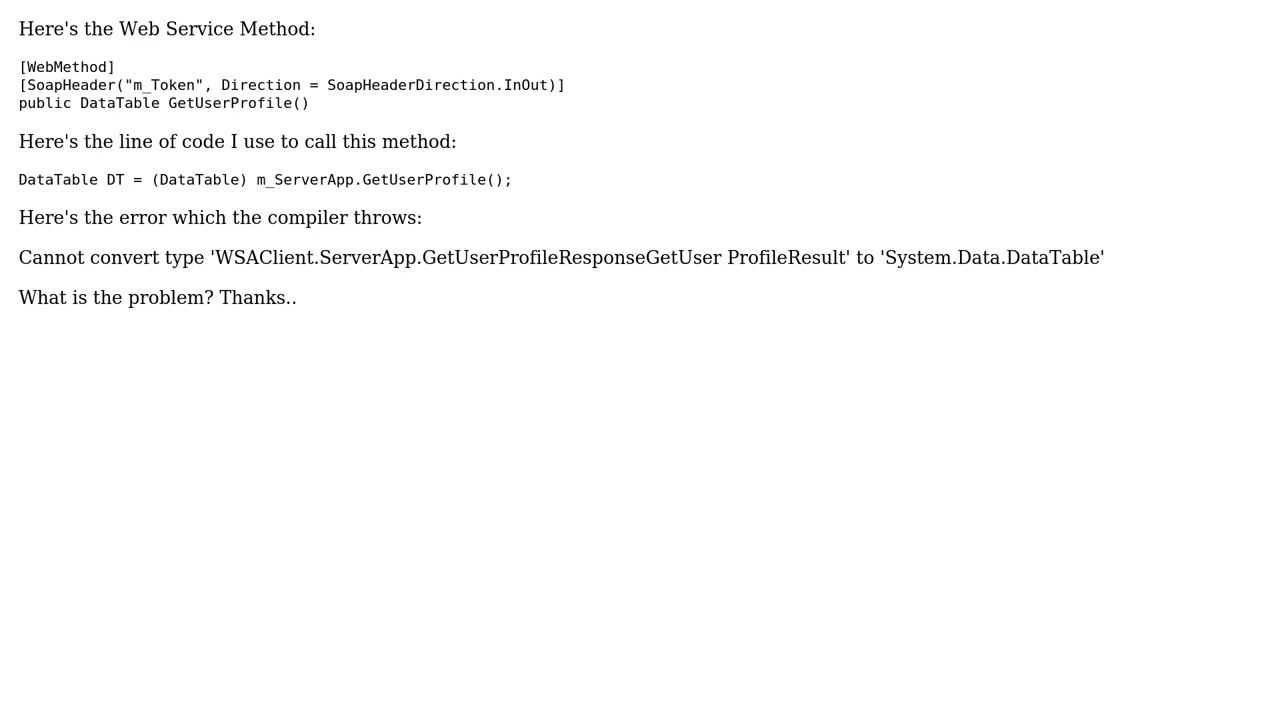 Here's the Web Service Method:
[WebMethod]
[SoapHeader("m_Token", Direction = SoapHeaderDirection.InOut)]
public DataTable GetUserProfile()
Here's the line of code I use to call this method:
DataTable DT = (DataTable) m_ServerApp.GetUserProfile();
Here's the error which the compiler throws:
Cannot convert type 'WSAClient.ServerApp.GetUserProfileResponseGetUser ProfileResult' to 'System.Data.DataTable'
What is the problem? Thanks..